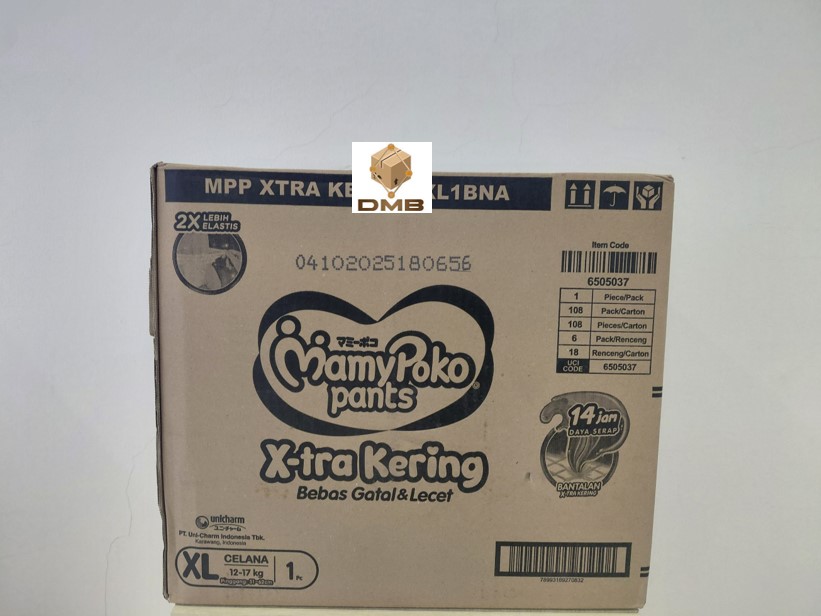 MPP XTRA KE XL1BNA
DMB
2X LEBIH
ELASTIS
04102025180656
Item Code
6505037
1 Piece/Pack
108 Pack/Carton
108 Pieces/Carton
6 Pack/Renceng
18 Renceng/Carton
UCI
CODE 6505037
マミーポコ
MamyPoko
pants
14 jam
DAYA SERAP
X-tra Kering
Bebas Gatal&Lecet
BANTALAN
X-TRA KERING
unicharm
ユニ・チャーム
PT. Uni-Charm Indonesia Tbk.
Karawang, Indonesia
XL CELANA 1 Pc
12-17 kg